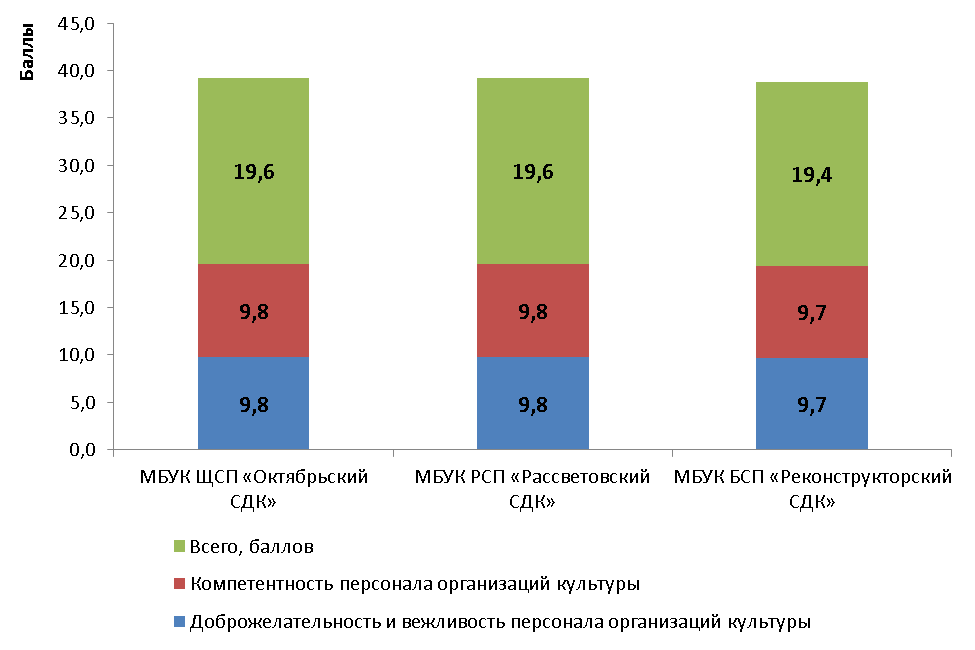 Баллы
45,0
40,0
35,0
30,0
25,0
20,0
15,0
10,0
5,0
0,0
19,6
19,6
19,4
9,8
9,8
9,7
9,8
9,8
9,7
МБУК ЩСП «Октябрьский
СДК»
МБУК РСП «Рассветовский
СДК»
МБУК БСП «Реконструкторский
СДК»
Всего, баллов
Компетентность персонала организаций культуры
Доброжелательность и вежливость персонала организаций культуры